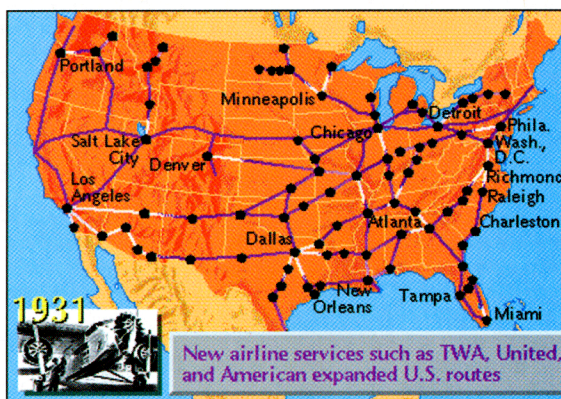 Portland
Minneapolis
Detroit
Chicago
Phila.
Salt Lake
City
Wash.,
D.C.
Denver
Richmond
Los
Angeles
Raleigh
Atlanta
Charleston
Dallas
New
Orleans
Tampa
Miami
1931
New airline services such as TWA, United,
and American expanded U.S. routes